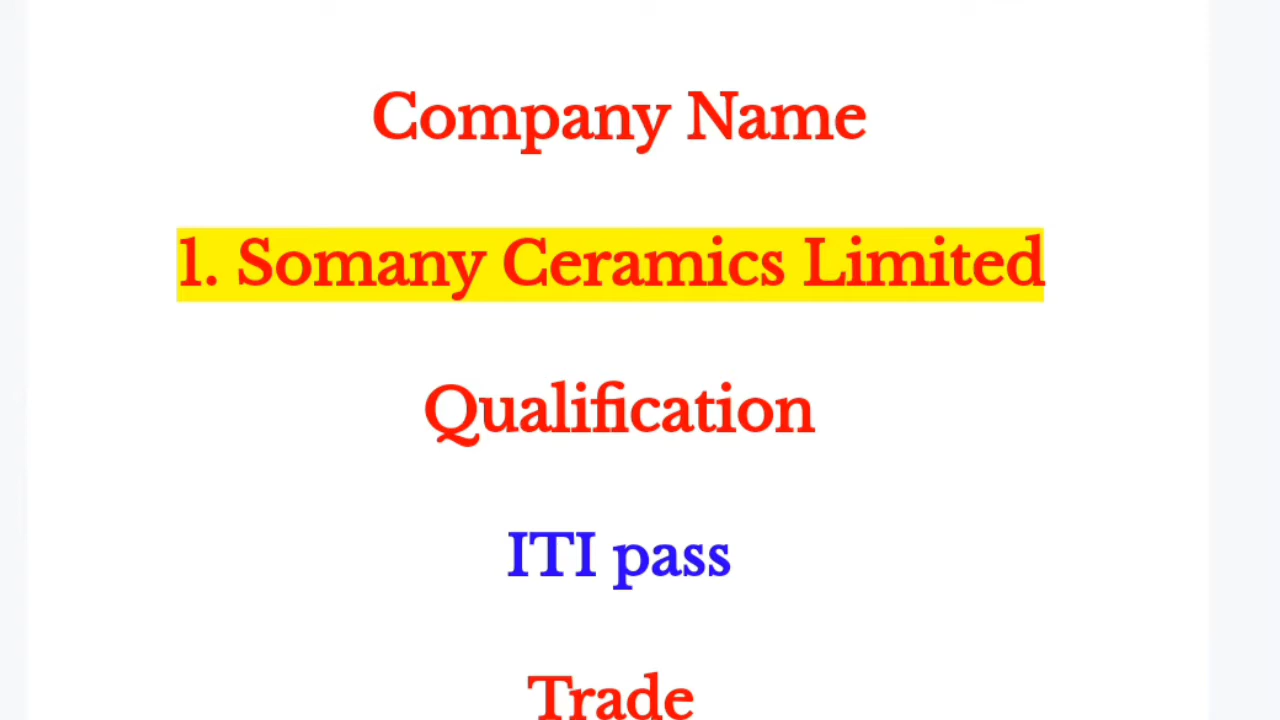 Company Name
1. Somany Ceramics Limited
Qualification
ITI pass
Trade